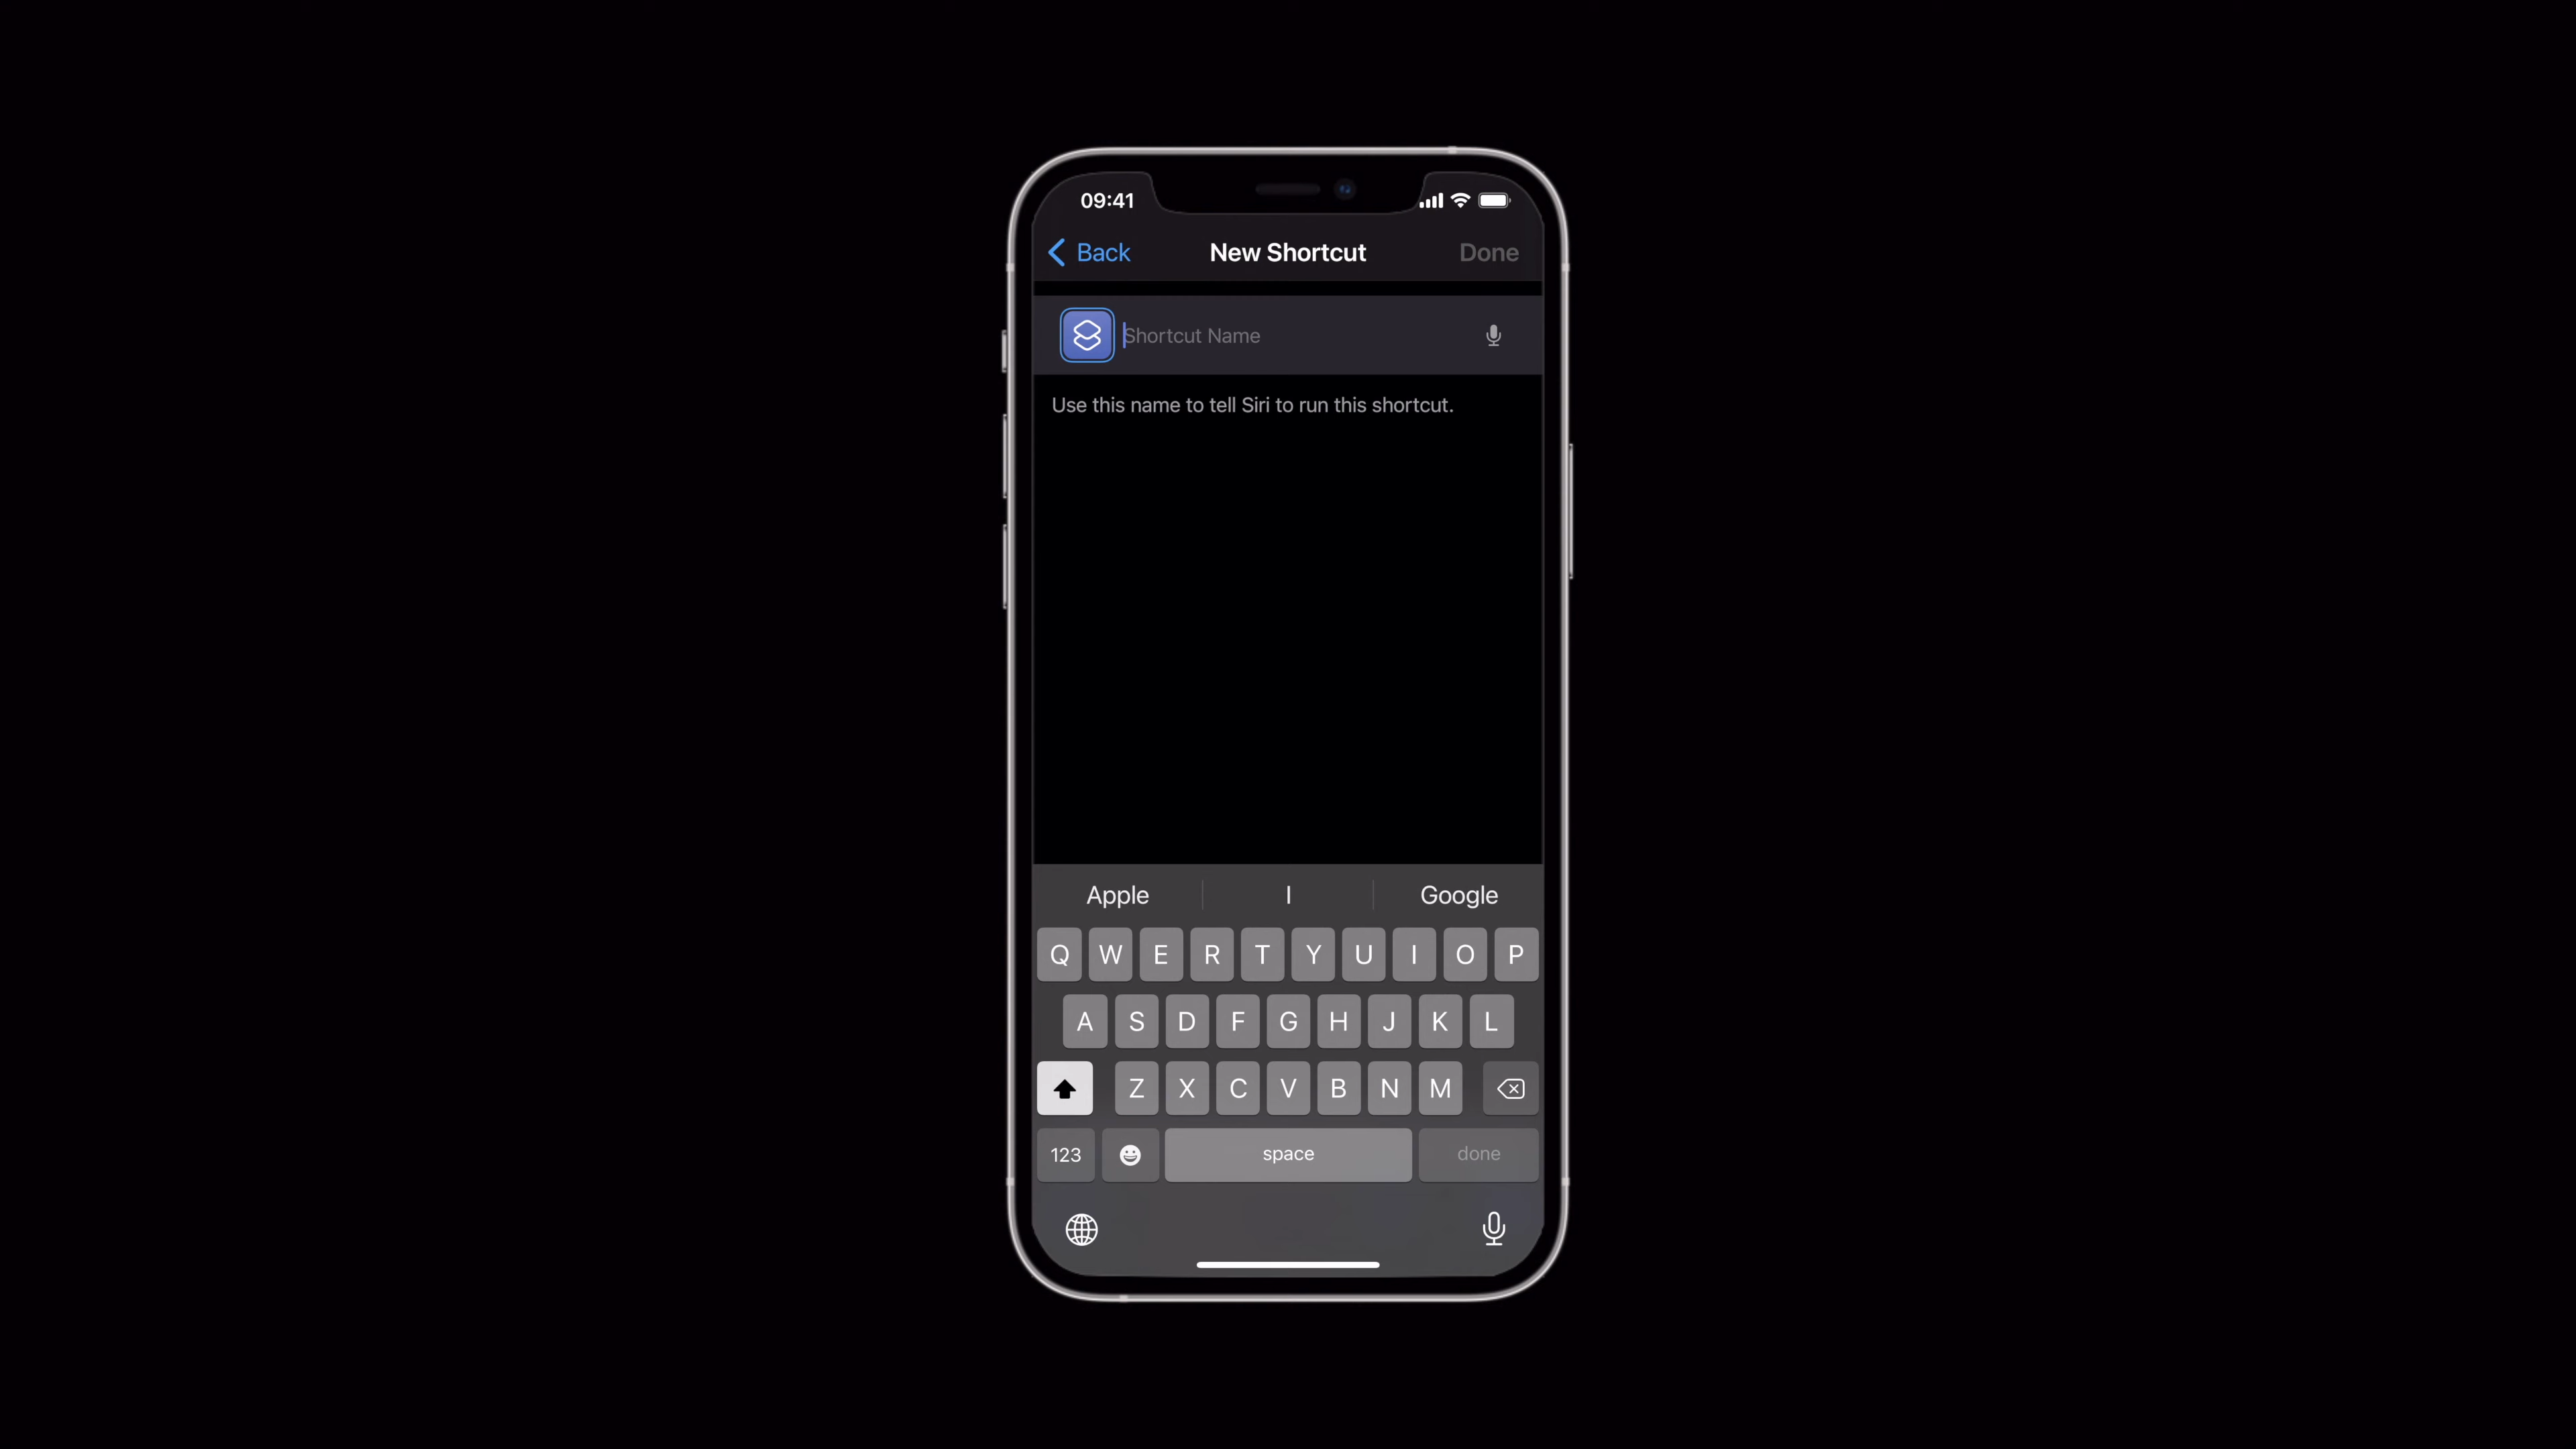 09:41
Back New Shortcut Done
Shortcut Name
Use this name to tell Siri to run this shortcut.
Apple I Google
Q W E R T Y U I O P
A S D F G H J K L
Z X C V B N M
123 space done